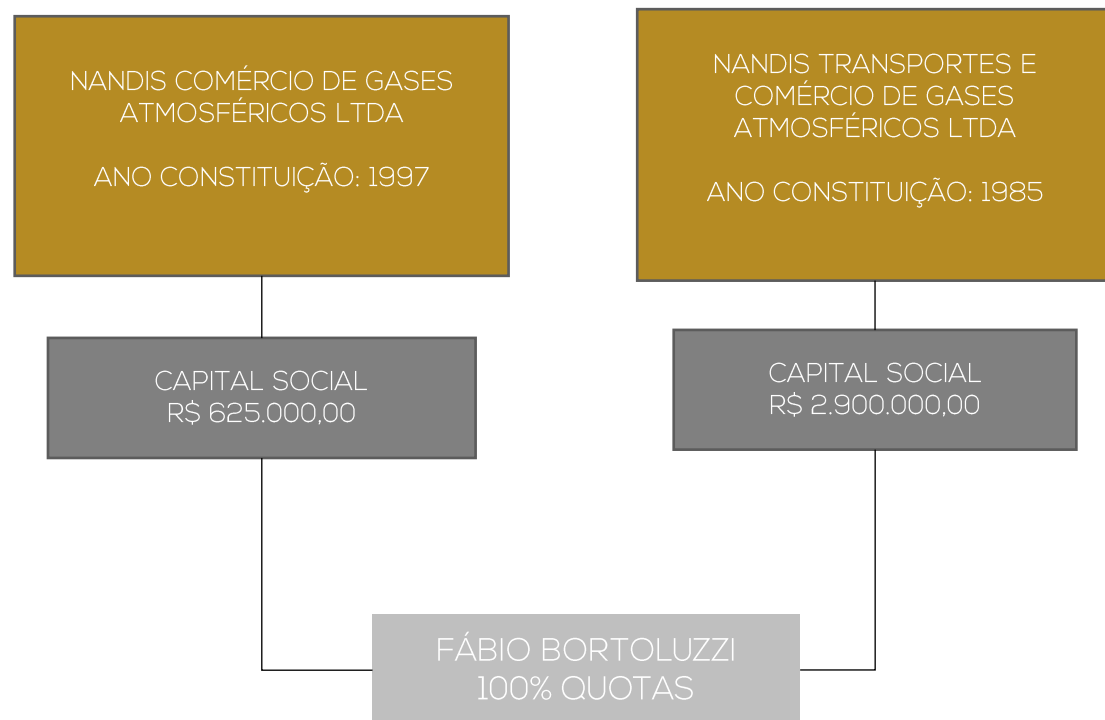 NANDIS COMÉRCIO DE GASES
ATMOSFÉRICOS LTDA
ANO CONSTITUIÇÃO: 1997
CAPITAL SOCIAL
R$ 625.000,00
NANDIS TRANSPORTES E
COMÉRCIO DE GASES
ATMOSFÉRICOS LTDA
ANO CONSTITUIÇÃO: 1985
CAPITAL SOCIAL
R$ 2.900.000,00
FÁBIO BORTOLUZZI
100% QUOTAS